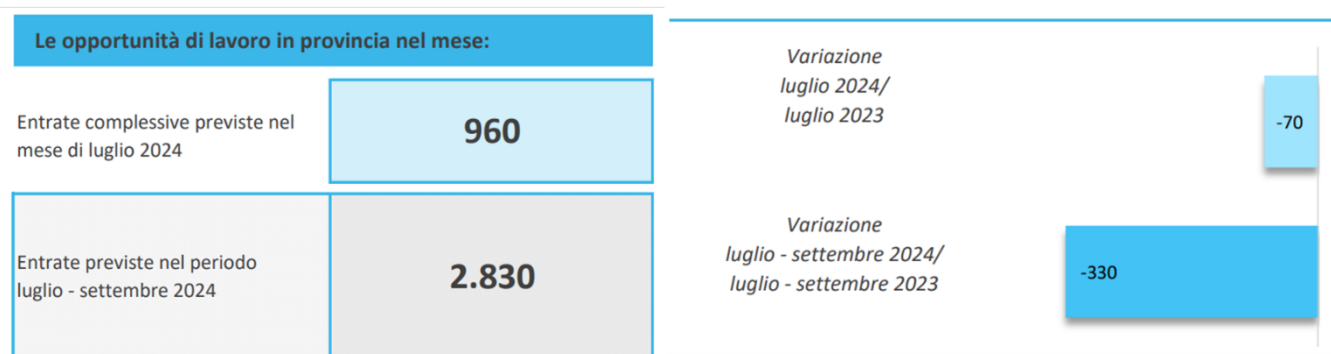 Le opportunità di lavoro in provincia nel mese:
Entrate complessive previste nel
mese di luglio 2024
960
Entrate previste nel periodo
luglio - settembre 2024
2.830
Variazione
luglio 2024/
luglio 2023
-70
Variazione
luglio - settembre 2024/
luglio - settembre 2023
-330